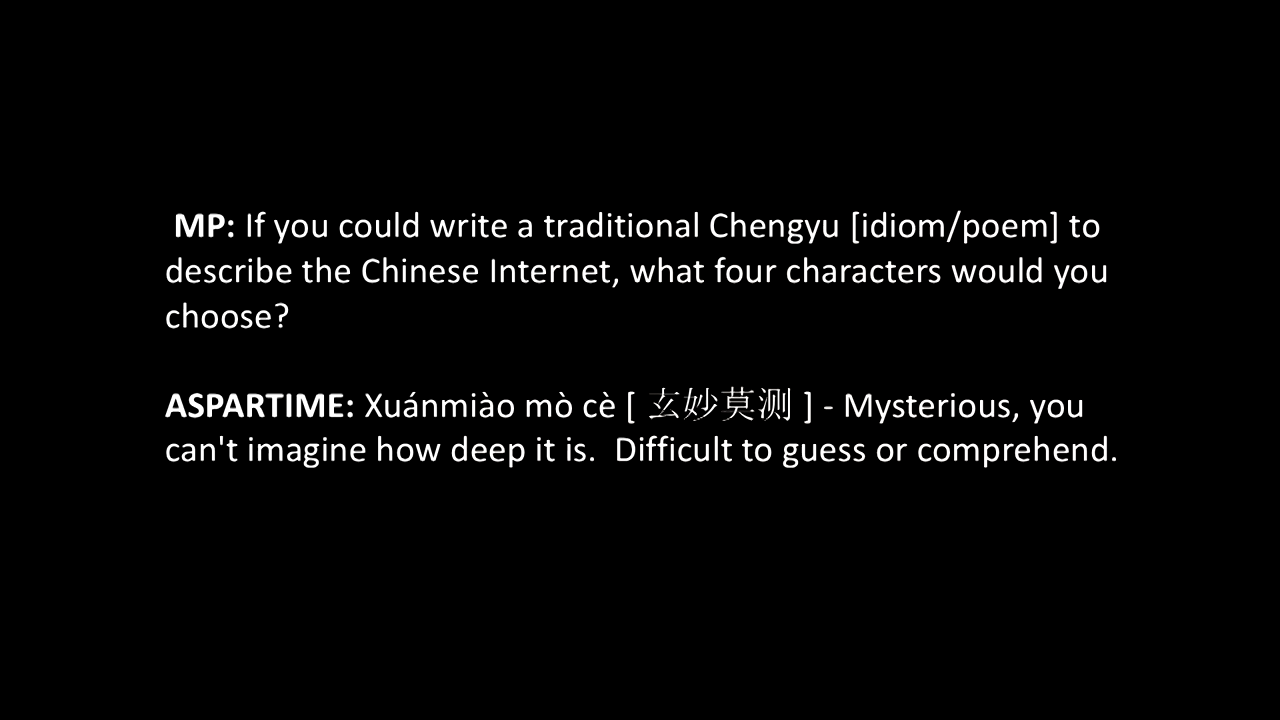 MP: If you could write a traditional Chengyu [idiom/poem] to
describe the Chinese Internet, what four characters would you
choose?
ASPARTIME: Xuánmiào mò cè [ 玄妙莫测 ] - Mysterious, you
can't imagine how deep it is.  Difficult to guess or comprehend.